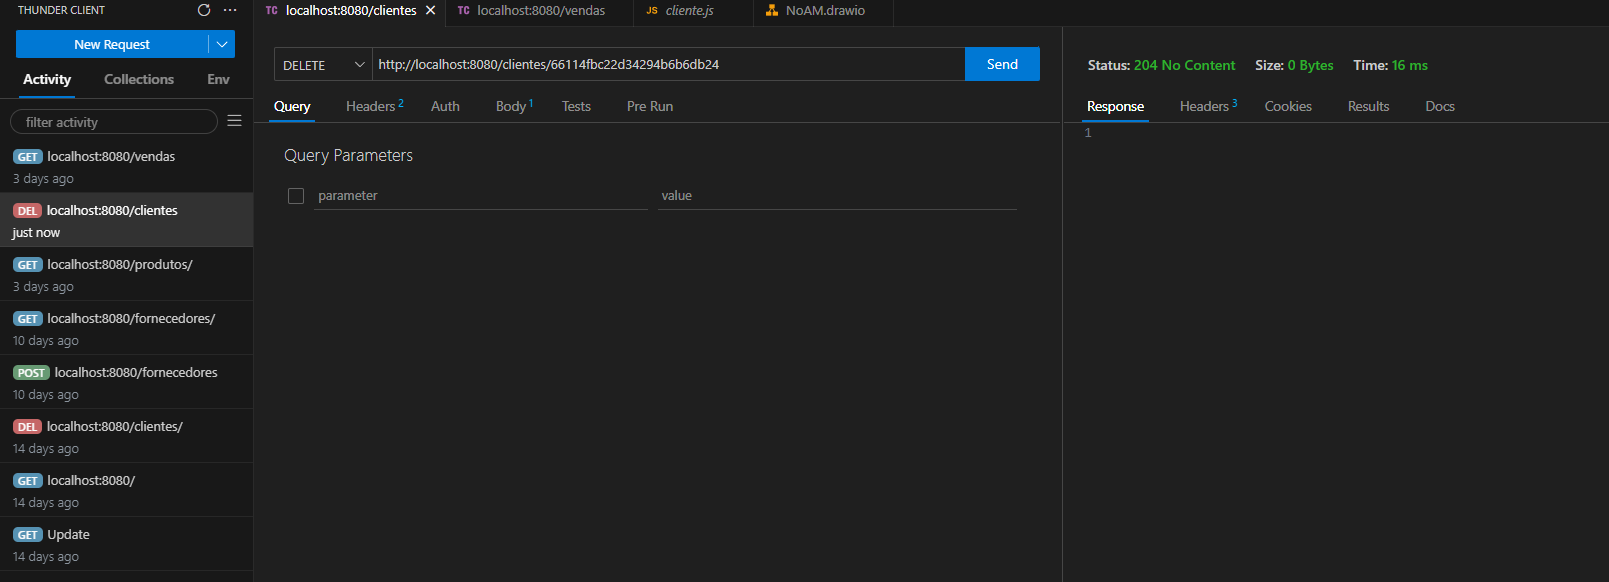 THUNDER CLIENT
New Request
Activity Collections Env
filter activity
GET localhost:8080/vendas
3 days ago
DEL localhost:8080/clientes
just now
GET localhost:8080/produtos/
3 days ago
GET localhost:8080/fornecedores/
10 days ago
POST localhost:8080/fornecedores
10 days ago
DEL localhost:8080/clientes/
14 days ago
GET localhost:8080/
14 days ago
GET Update
14 days ago
TC localhost:8080/clientes TC localhost:8080/vendas JS cliente.js NoAM.drawio
DELETE http://localhost:8080/clientes/66114fbc22d34294b6b6db24 Send
Query Headers 2 Auth Body 1 Tests Pre Run
Query Parameters
parameter value
Status: 204 No Content Size: 0 Bytes Time: 16 ms
Response Headers 3 Cookies Results Docs
1